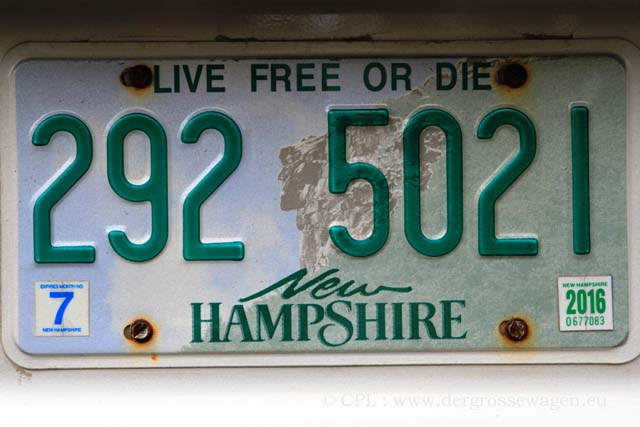 LIVE FREE OR DIE
292 5021
EXPIRES MONTH NO.
7
NEW HAMPSHIRE
New
HAMPSHIRE
NEW HAMPSHIRE
2016
0677083
© CPL : www.dergrossewagen.eu